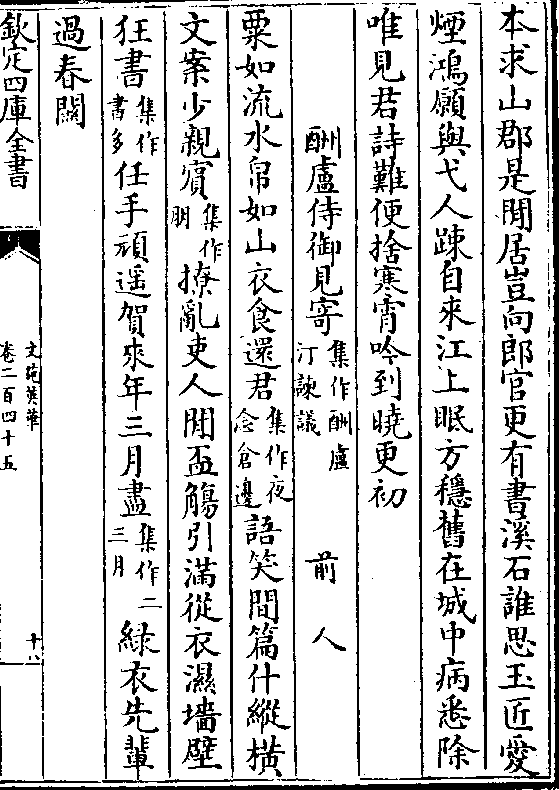 本求山郡是閒居豈向郎官更有書溪石誰思玉匠愛
煙鴻願與弋人疎自來江上眠方穩舊在城中病悉除
唯見君詩難便捨寒宵吟到曉更初
酬盧侍御見寄集作酬盧汀諫議 前人
粟如流水帛如山衣食還君集作夜念倉邊語笑間篇什縱橫
文案少親賔集作朋撩亂吏人閒盃觴引滿從衣濕墻壁
狂書集作書多任手頑遥賀來年三月盡集作二三月綠衣先輩
過春闗
欽定四庫全書
文苑英華
卷二百四十五
十八